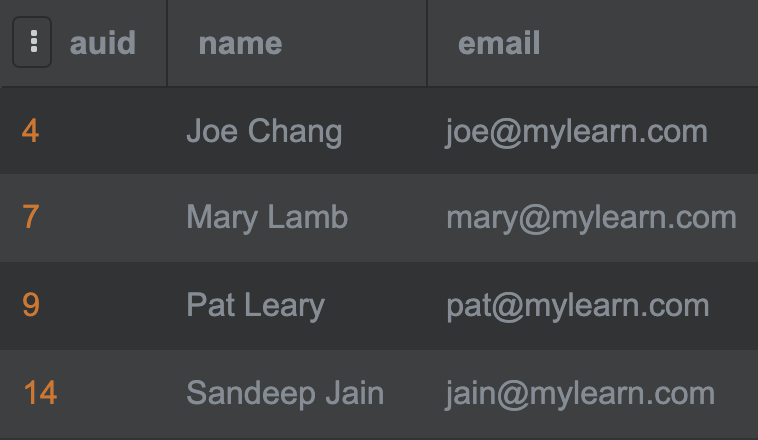 auid name email
4 Joe Chang joe@mylearn.com
7 Mary Lamb mary@mylearn.com
9 Pat Leary pat@mylearn.com
14 Sandeep Jain jain@mylearn.com